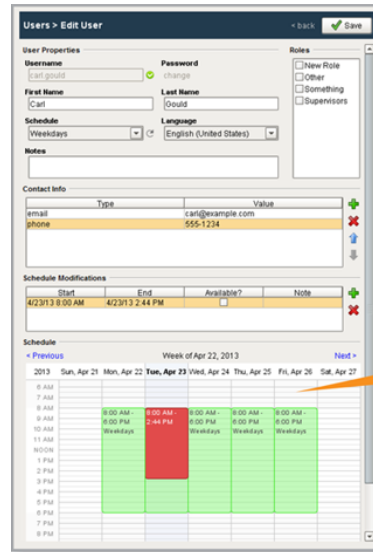 Users > Edit User
< back
Save
User Properties
Username
Password
carl.gould
change
First Name
Last Name
Carl
Gould
Schedule
Language
Weekdays
English (United States)
Notes
Roles
New Role
Other
Something
Supervisors
Contact Info
Type Value
email carl@example.com
phone 555-1234
Schedule Modifications
Start End Available? Note
4/23/13 8:00 AM 4/23/13 2:44 PM
Schedule
< Previous Week of Apr 22, 2013 Next >
2013 Sun, Apr 21 Mon, Apr 22 Tue, Apr 23 Wed, Apr 24 Thu, Apr 25 Fri, Apr 26 Sat, Apr 27
6 AM
7 AM
8 AM 8:00 AM - 8:00 AM - 8:00 AM - 8:00 AM - 8:00 AM -
9 AM 6:00 PM 2:44 PM 6:00 PM 6:00 PM 6:00 PM
10 AM Weekdays Weekdays Weekdays Weekdays
11 AM
NOON
1 PM
2 PM
3 PM
4 PM
5 PM
6 PM
7 PM
8 PM